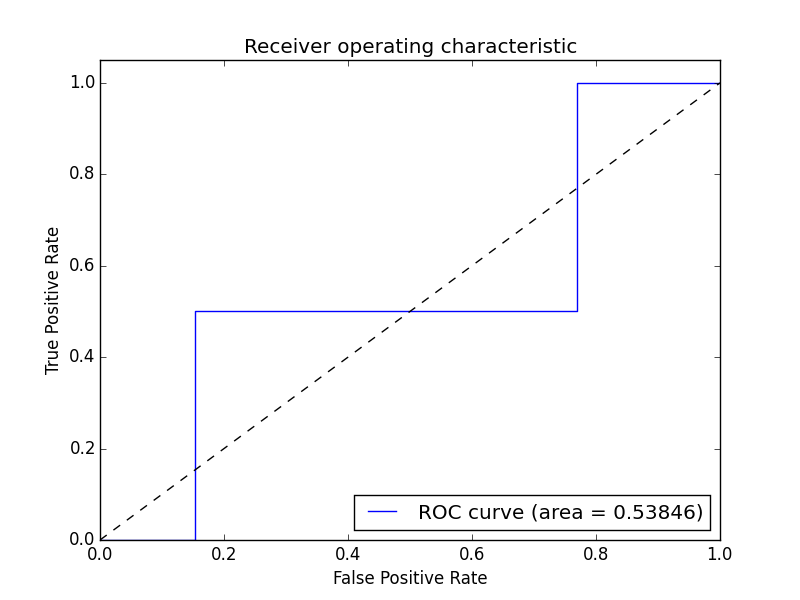 Receiver operating characteristic
1.0
0.8
0.6
0.4
0.2
0.0
True Positive Rate
ROC curve (area = 0.53846)
0.0 0.2 0.4 0.6 0.8 1.0
False Positive Rate